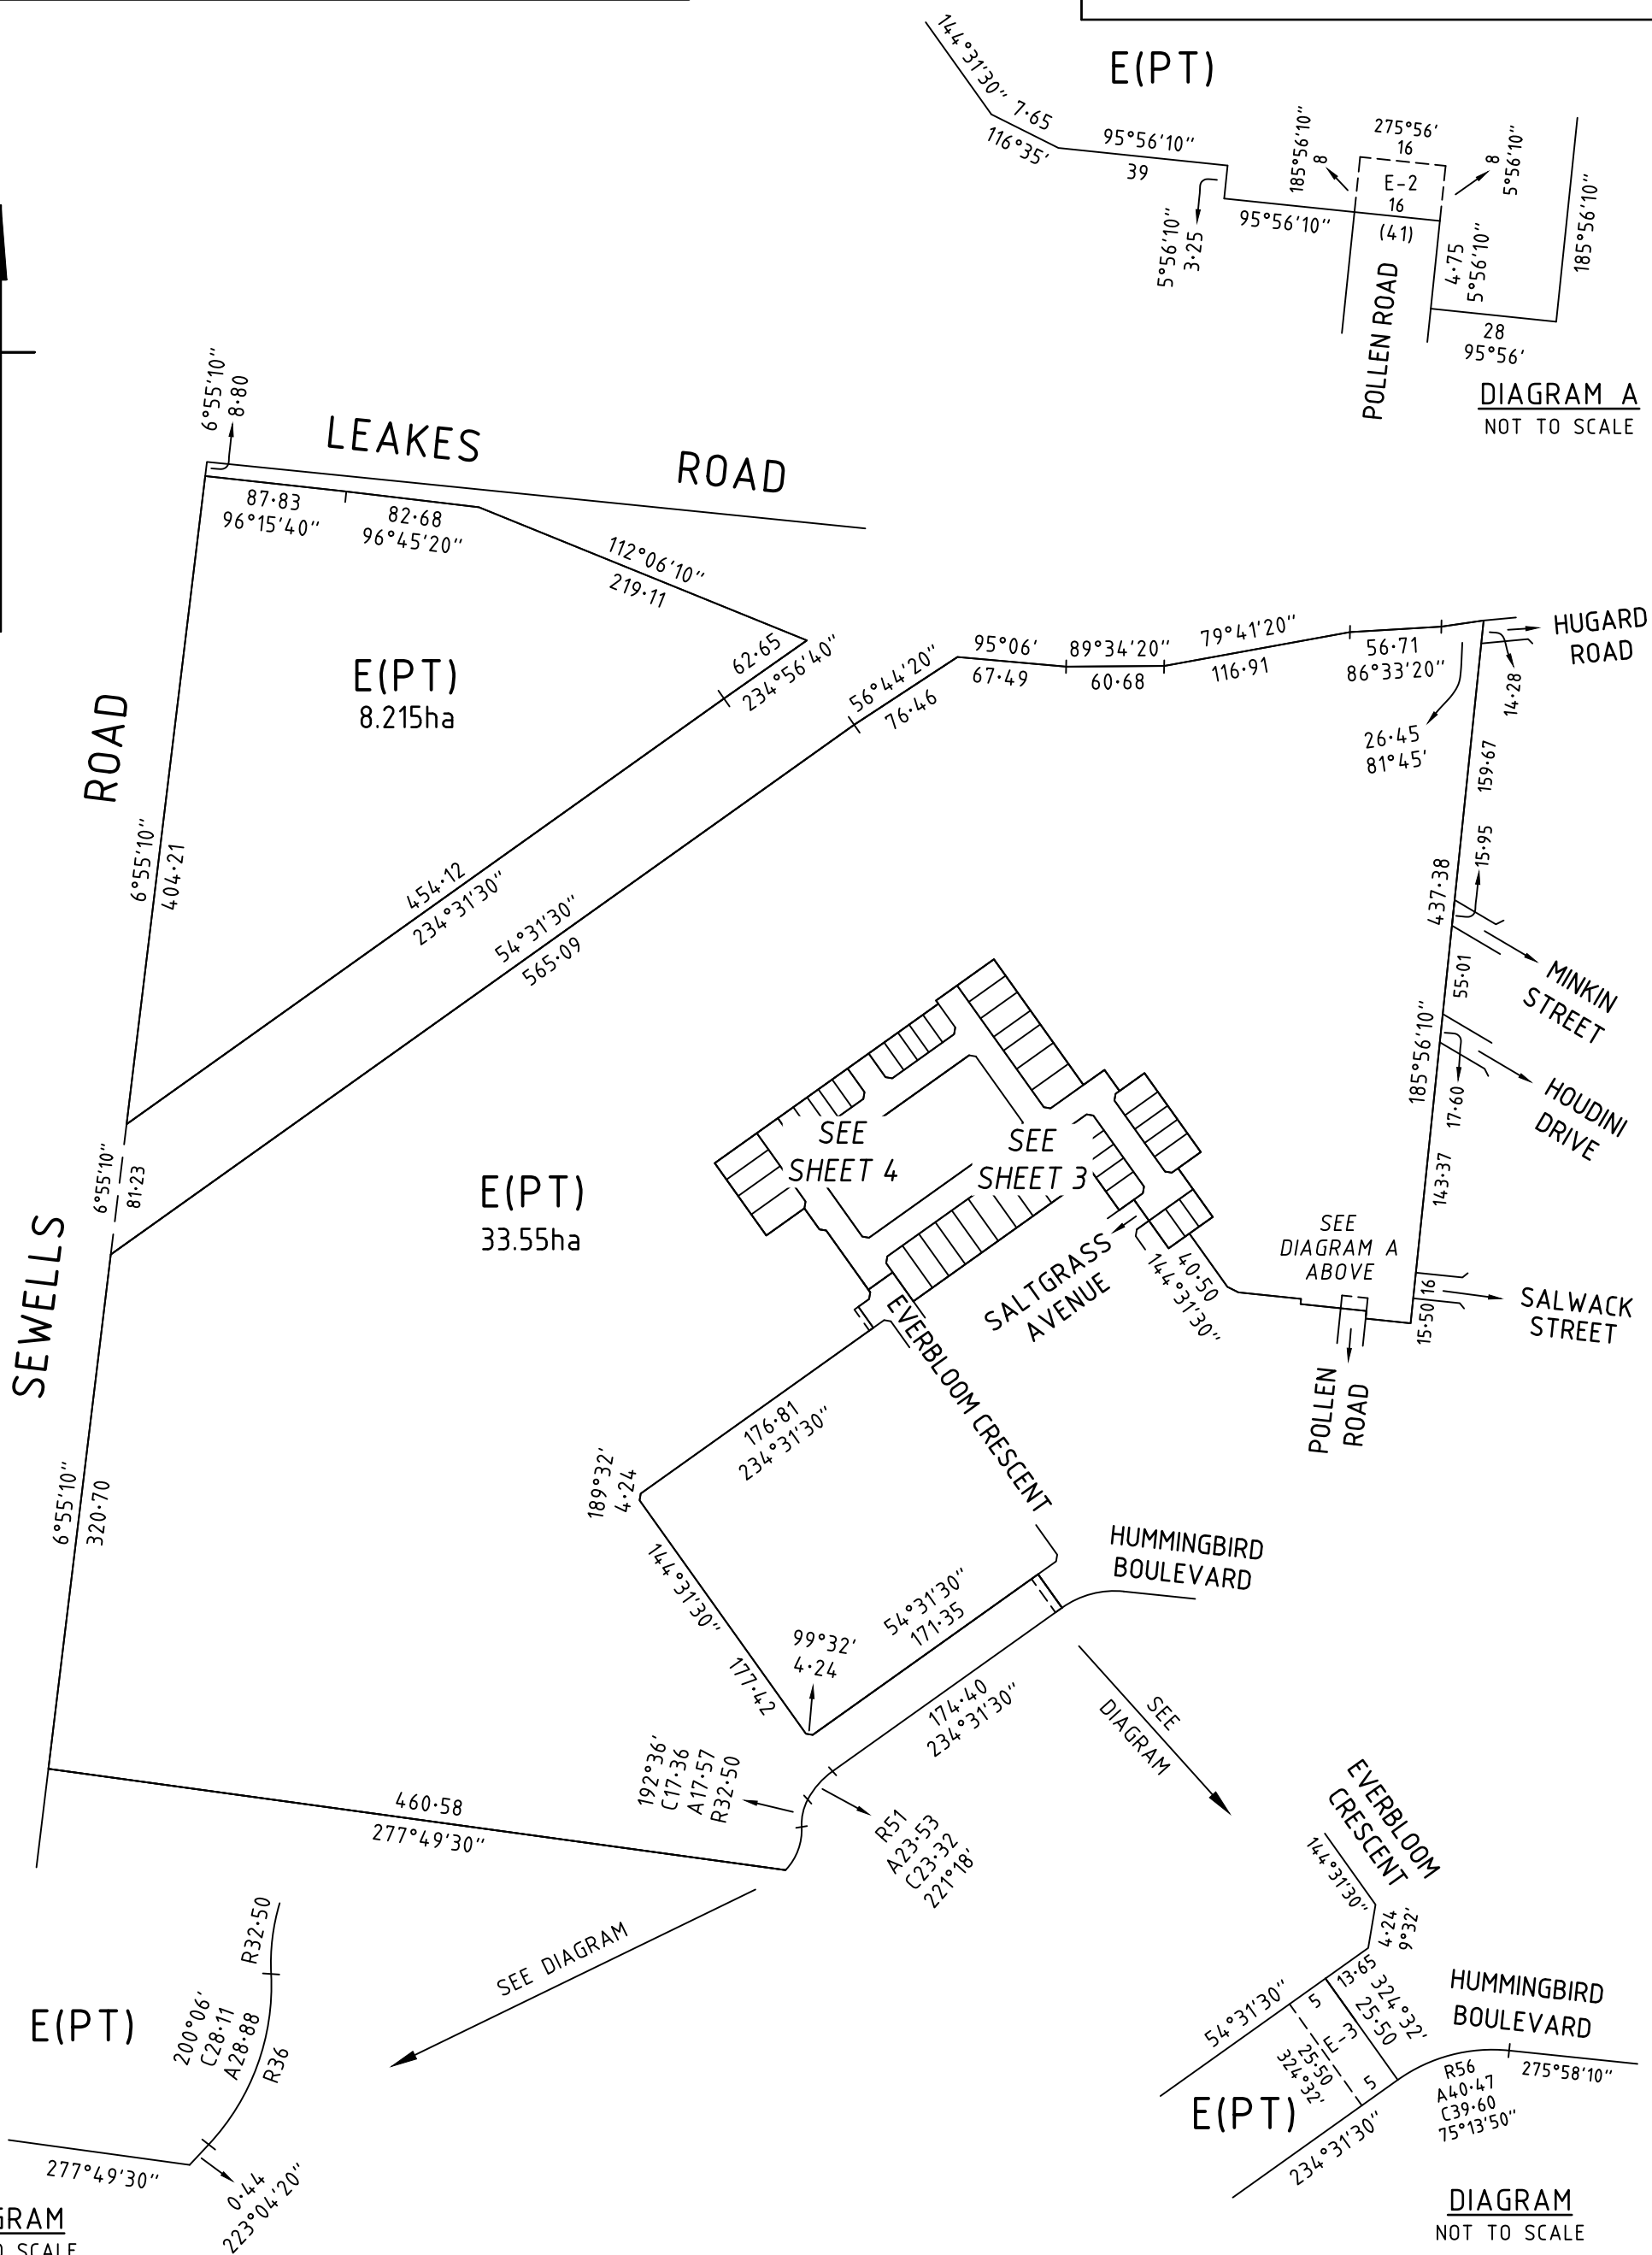 144°31'30"
7·65
116°35'
E(PT)
95°56'10"
39
5°56'10"
3·25
95°56'10"
185°56'10"
8
275°56'
16
E-2
16
(41)
8
5°56'10"
4·75
5°56'10"
185°56'10"
28
95°56'
POLLEN ROAD
DIAGRAM A
NOT TO SCALE
6°55'10"
8·80
LEAKES ROAD
87·83
96°15'40"
82·68
96°45'20"
112°06'10"
219·11
62·65
234°56'40"
E(PT)
8.215ha
ROAD
6°55'10"
404·21
454·12
234°31'30"
54°31'30"
565·09
56°44'20"
76·46
95°06'
67·49
89°34'20"
60·68
79°41'20"
116·91
56·71
86°33'20"
26·45
81°45'
HUGARD
ROAD
14·28
159·67
15·95
437·38
MINKIN
STREET
55·01
185°56'10"
17·60
HOUDINI
DRIVE
143·37
16
15·50
SALWACK
STREET
SEE
DIAGRAM A
ABOVE
POLLEN
ROAD
SEE
SHEET 4
SEE
SHEET 3
SALTGRASS
AVENUE
40·50
144°31'30"
6°55'10"
81·23
E(PT)
33.55ha
SEWELLS
6°55'10"
320·70
EVERBLOOM CRESCENT
176·81
234°31'30"
189°32'
4·24
144°31'30"
177·42
99°32'
4·24
54°31'30"
171·35
HUMMINGBIRD
BOULEVARD
174·40
234°31'30"
SEE
DIAGRAM
192°36'
C17·36
A17·57
R32·50
R51
A23·53
C23·32
221°18'
460·58
277°49'30"
SEE DIAGRAM
E(PT)
R32·50
200°06'
C28·11
A28·88
R36
277°49'30"
0·44
223°04'20"
EVERBLOOM
CRESCENT
144°31'30"
4·24
9°32'
54°31'30"
13·65
324°32'
25·50
5
E-3
25·50
324°32'
5
HUMMINGBIRD
BOULEVARD
R56
A40·47
C39·60
75°13'50"
275°58'10"
E(PT)
234°31'30"
DIAGRAM
NOT TO SCALE